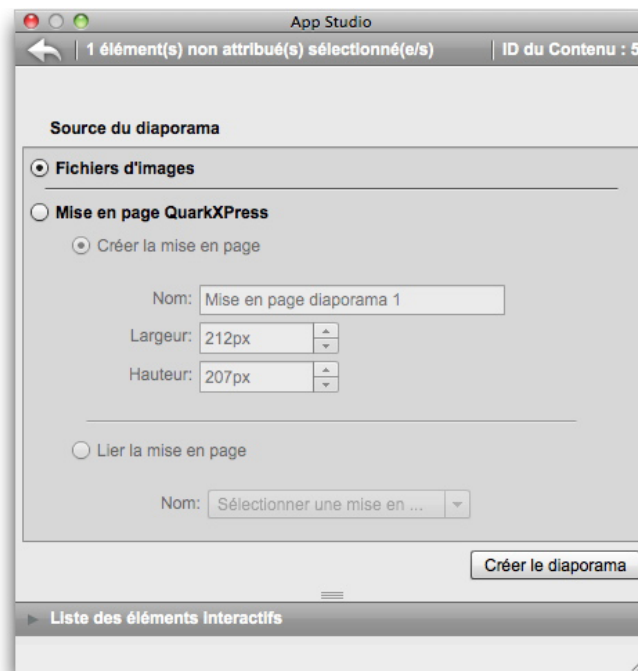 App Studio
1 élément(s) non attribué(s) sélectionné(e/s) ID du Contenu : 5
Source du diaporama
Fichiers d'images
Mise en page QuarkXPress
Créer la mise en page
Nom: Mise en page diaporama 1
Largeur: 212px
Hauteur: 207px
Lier la mise en page
Nom: Sélectionner une mise en ...
Créer le diaporama
Liste des éléments interactifs